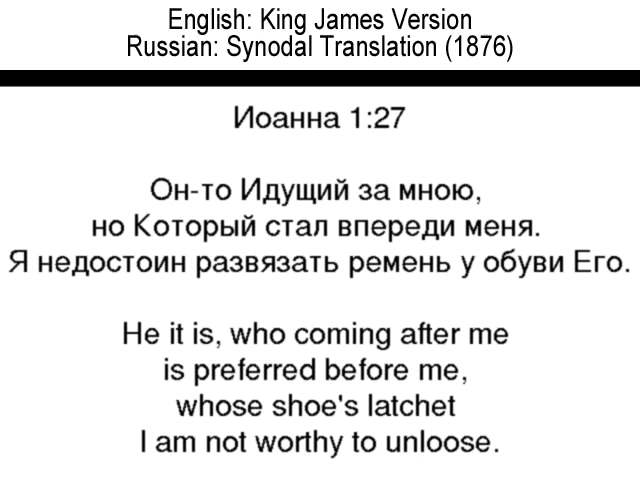 English: King James Version
Russian: Synodal Translation (1876)
Иоанна 1:27
Он-то Идущий за мною,
но Который стал впереди меня.
Я недостоин развязать ремень у обуви Его.
He it is, who coming after me
is preferred before me,
whose shoe's latchet
I am not worthy to unloose.